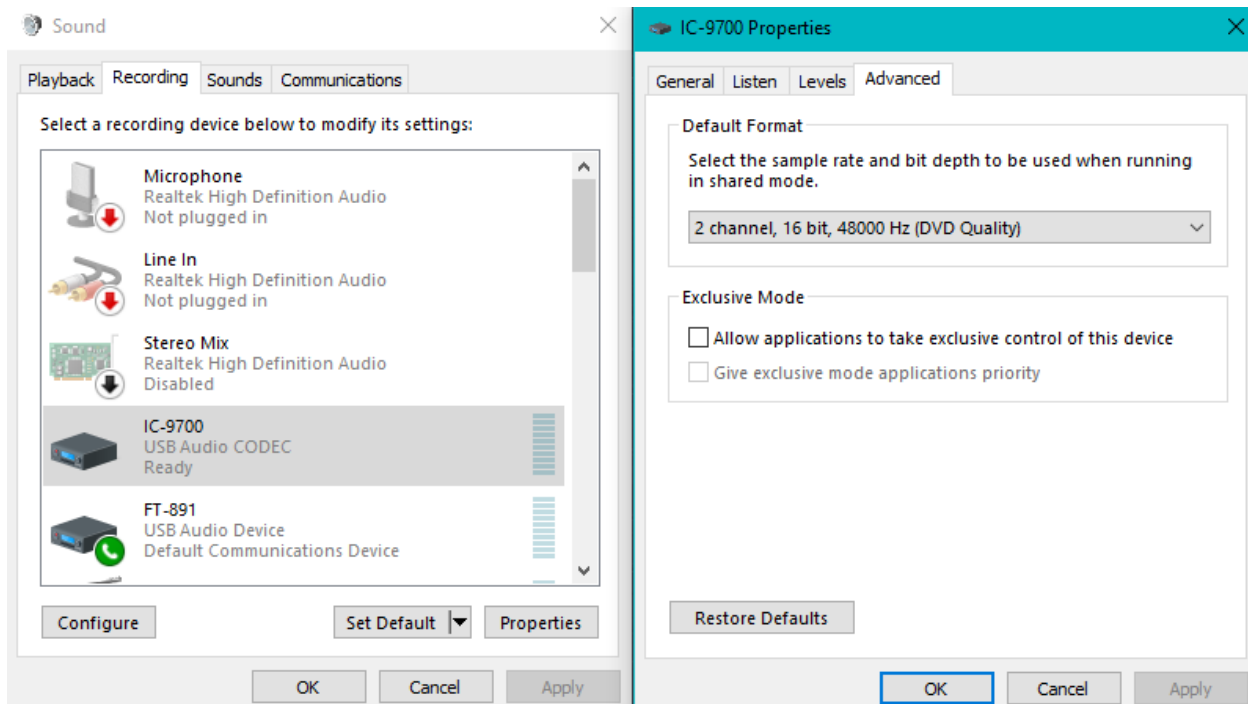 Sound
Playback Recording Sounds Communications
Select a recording device below to modify its settings:
Microphone
Realtek High Definition Audio
Not plugged in
Line In
Realtek High Definition Audio
Not plugged in
Stereo Mix
Realtek High Definition Audio
Disabled
IC-9700
USB Audio CODEC
Ready
FT-891
USB Audio Device
Default Communications Device
Configure Set Default Properties
OK Cancel Apply
IC-9700 Properties
General Listen Levels Advanced
Default Format
Select the sample rate and bit depth to be used when running
in shared mode.
2 channel, 16 bit, 48000 Hz (DVD Quality)
Exclusive Mode
Allow applications to take exclusive control of this device
Give exclusive mode applications priority
Restore Defaults
OK Cancel Apply